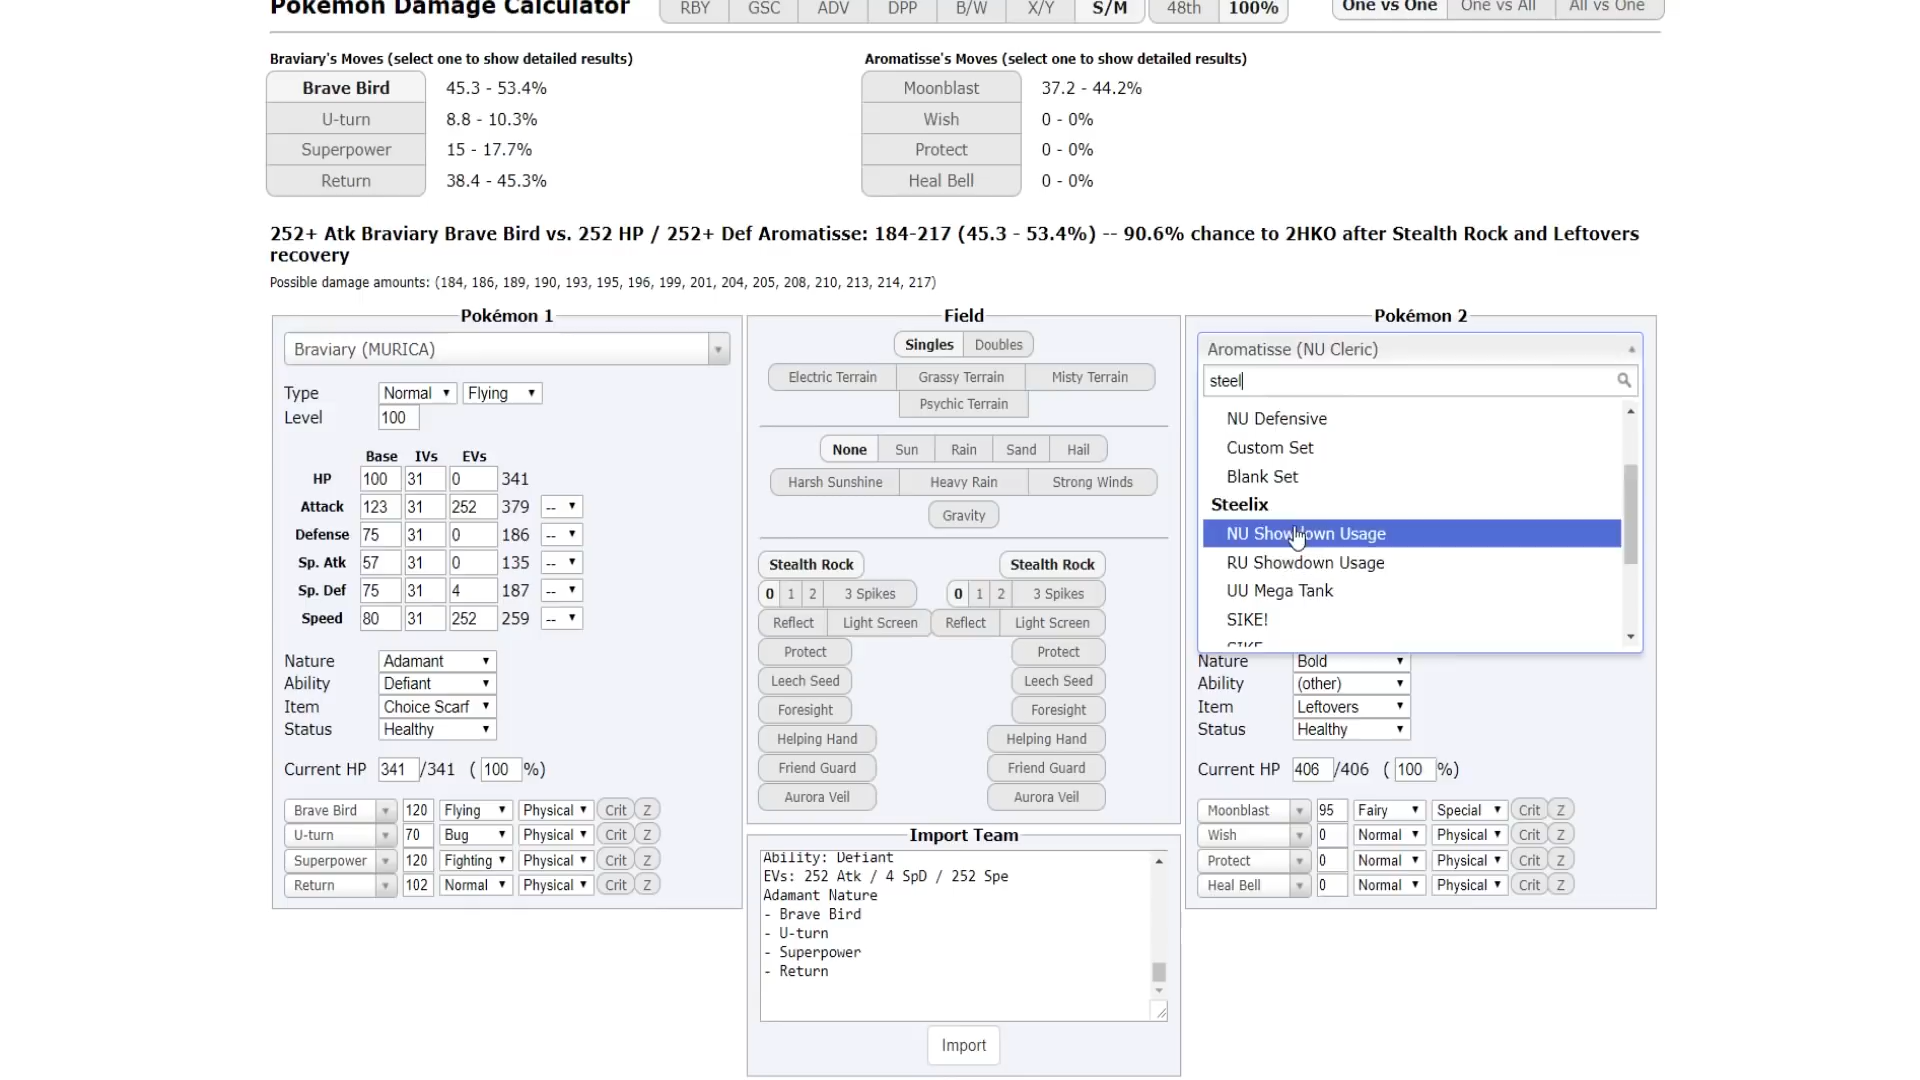 Pokémon Damage Calculator RBY GSC ADV DPP B/W X/Y S/M 48th 100% One vs One One vs All All vs One
Braviary's Moves (select one to show detailed results)
Brave Bird 45.3 - 53.4%
U-turn 8.8 - 10.3%
Superpower 15 - 17.7%
Return 38.4 - 45.3%
Aromatisse's Moves (select one to show detailed results)
Moonblast 37.2 - 44.2%
Wish 0 - 0%
Protect 0 - 0%
Heal Bell 0 - 0%
252+ Atk Braviary Brave Bird vs. 252 HP / 252+ Def Aromatisse: 184-217 (45.3 - 53.4%) -- 90.6% chance to 2HKO after Stealth Rock and Leftovers
recovery
Possible damage amounts: (184, 186, 189, 190, 193, 195, 196, 199, 201, 204, 205, 208, 210, 213, 214, 217)
Pokémon 1
Braviary (MURICA)
Type Normal Flying
Level 100
Base IVs EVs
HP 100 31 0 341
Attack 123 31 252 379 --
Defense 75 31 0 186 --
Sp. Atk 57 31 0 135 --
Sp. Def 75 31 4 187 --
Speed 80 31 252 259 --
Nature Adamant
Ability Defiant
Item Choice Scarf
Status Healthy
Current HP 341 /341 ( 100 %)
Brave Bird 120 Flying Physical Crit Z
U-turn 70 Bug Physical Crit Z
Superpower 120 Fighting Physical Crit Z
Return 102 Normal Physical Crit Z
Field
Singles Doubles
Electric Terrain Grassy Terrain Misty Terrain
Psychic Terrain
None Sun Rain Sand Hail
Harsh Sunshine Heavy Rain Strong Winds
Gravity
Stealth Rock Stealth Rock
0 1 2 3 Spikes 0 1 2 3 Spikes
Reflect Light Screen Reflect Light Screen
Protect Protect
Leech Seed Leech Seed
Foresight Foresight
Helping Hand Helping Hand
Friend Guard Friend Guard
Aurora Veil Aurora Veil
Import Team
Ability: Defiant
EVs: 252 Atk / 4 SpD / 252 Spe
Adamant Nature
- Brave Bird
- U-turn
- Superpower
- Return
Import
Pokémon 2
Aromatisse (NU Cleric)
steel
NU Defensive
Custom Set
Blank Set
Steelix
NU Showdown Usage
RU Showdown Usage
UU Mega Tank
SIKE!
SIKE
Nature Bold
Ability (other)
Item Leftovers
Status Healthy
Current HP 406 /406 ( 100 %)
Moonblast 95 Fairy Special Crit Z
Wish 0 Normal Physical Crit Z
Protect 0 Normal Physical Crit Z
Heal Bell 0 Normal Physical Crit Z